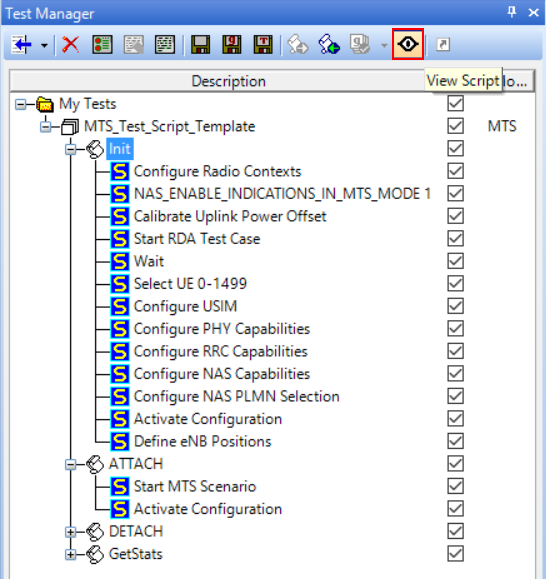 Test Manager
Description
View Script
lo...
My Tests
MTS_Test_Script_Template MTS
Init
S Configure Radio Contexts
S NAS_ENABLE_INDICATIONS_IN_MTS_MODE 1
S Calibrate Uplink Power Offset
S Start RDA Test Case
S Wait
S Select UE 0-1499
S Configure USIM
S Configure PHY Capabilities
S Configure RRC Capabilities
S Configure NAS Capabilities
S Configure NAS PLMN Selection
S Activate Configuration
S Define eNB Positions
ATTACH
S Start MTS Scenario
S Activate Configuration
DETACH
GetStats